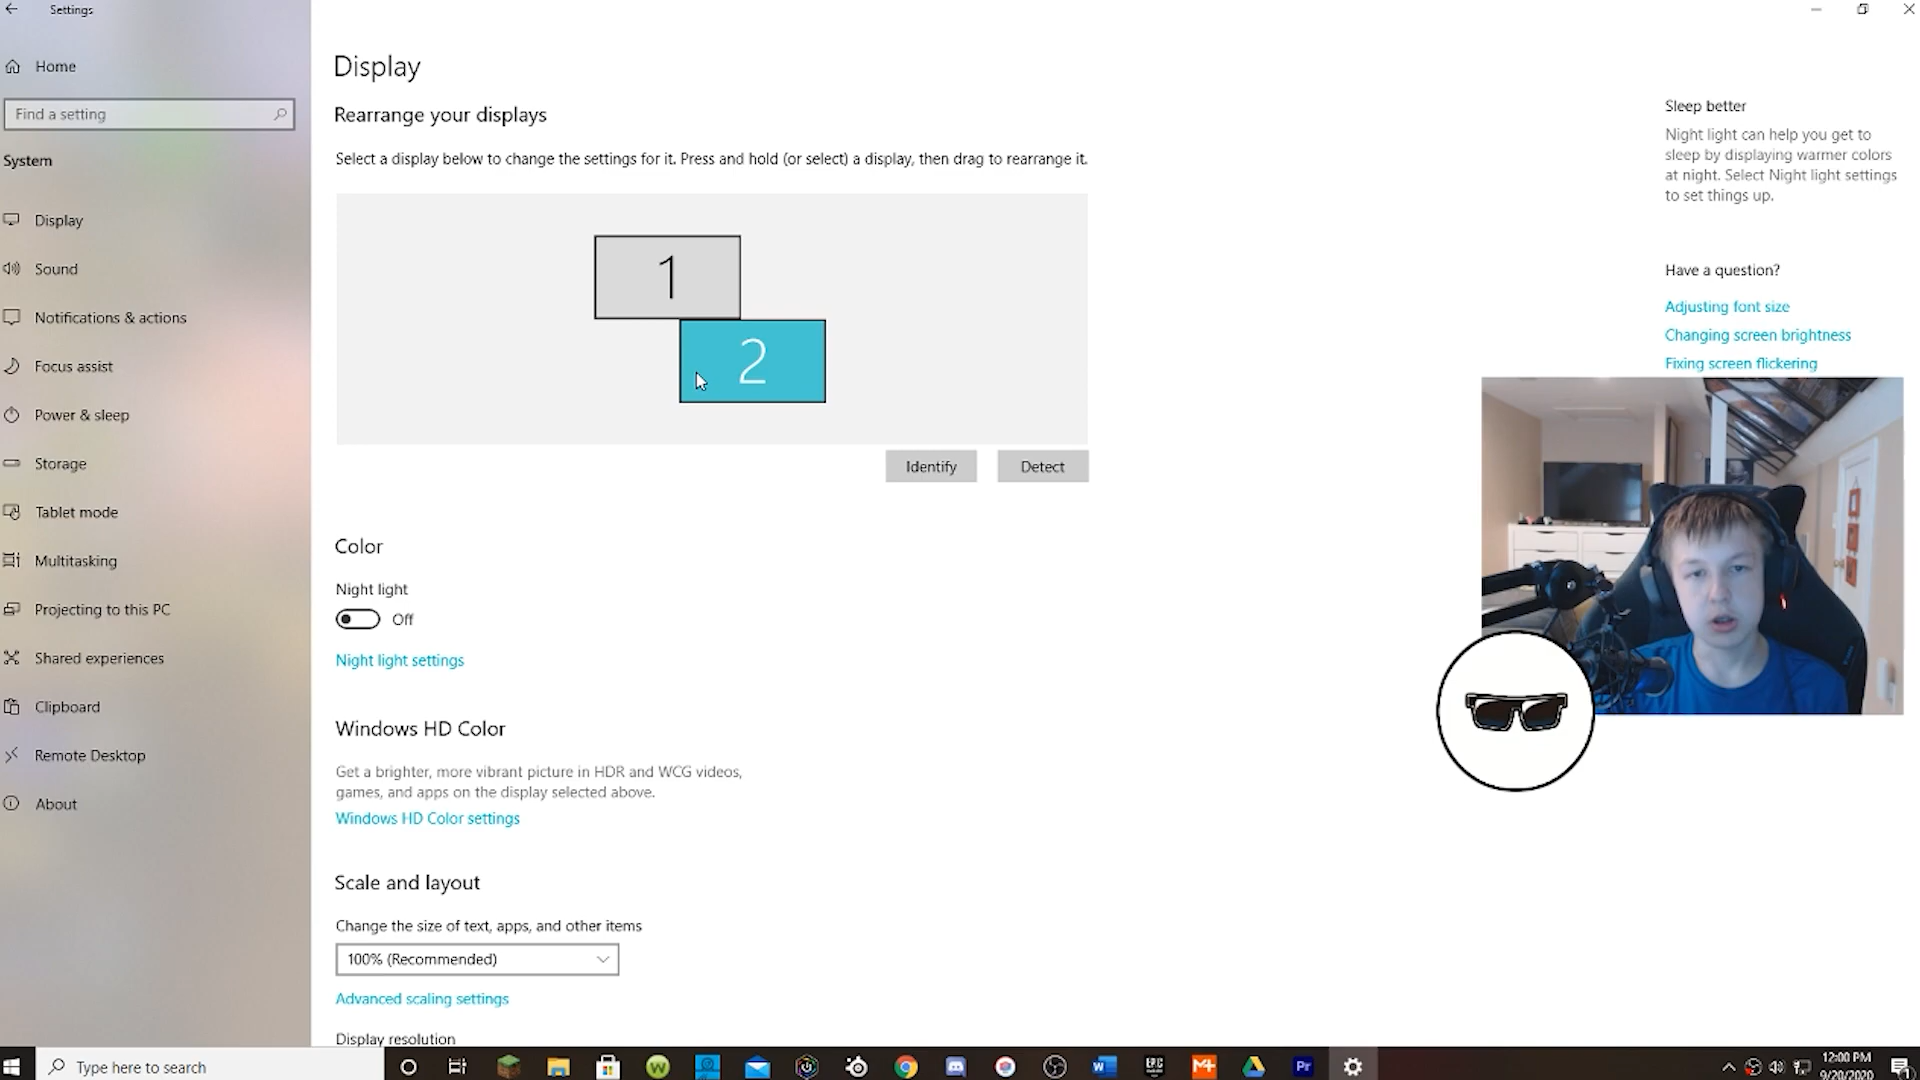 Settings
Home
Find a setting
System
Display
Sound
Notifications & actions
Focus assist
Power & sleep
Storage
Tablet mode
Multitasking
Projecting to this PC
Shared experiences
Clipboard
Remote Desktop
About
Display
Rearrange your displays
Select a display below to change the settings for it. Press and hold (or select) a display, then drag to rearrange it.
1
2
Identify
Detect
Color
Night light
Off
Night light settings
Windows HD Color
Get a brighter, more vibrant picture in HDR and WCG videos,
games, and apps on the display selected above.
Windows HD Color settings
Scale and layout
Change the size of text, apps, and other items
100% (Recommended)
Advanced scaling settings
Display resolution
Sleep better
Night light can help you get to
sleep by displaying warmer colors
at night. Select Night light settings
to set things up.
Have a question?
Adjusting font size
Changing screen brightness
Fixing screen flickering
Type here to search
EPIC
M+
Pr
12:00 PM
9/20/2020
1